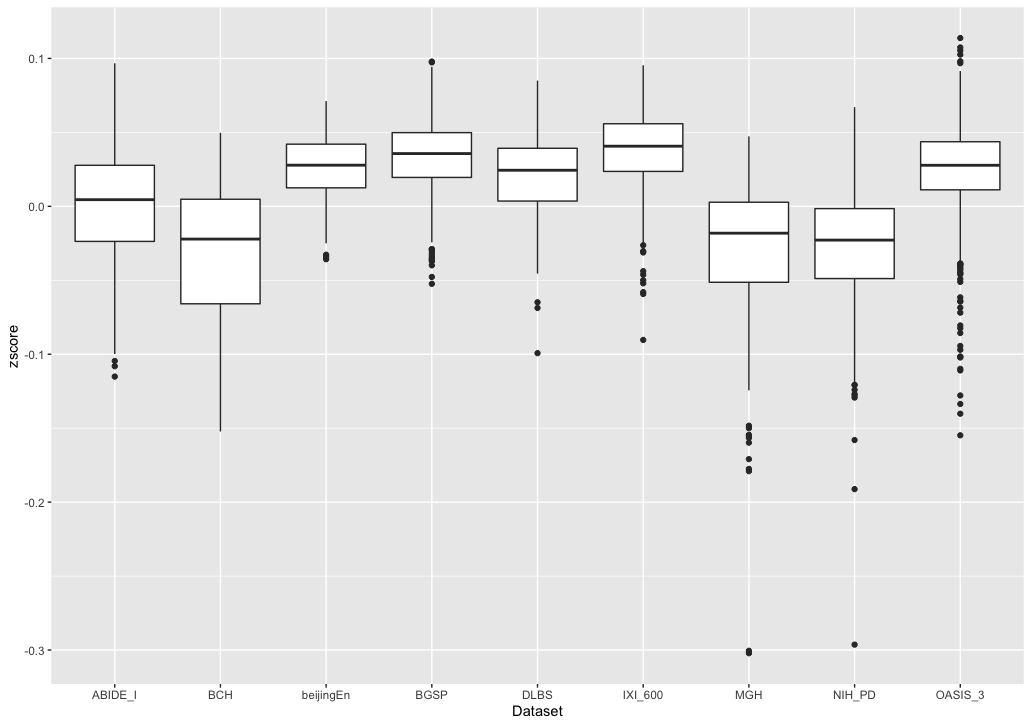 zscore
0.1
0.0
-0.1
-0.2
-0.3
ABIDE_I BCH beijingEn BGSP DLBS IXI_600 MGH NIH_PD OASIS_3
Dataset